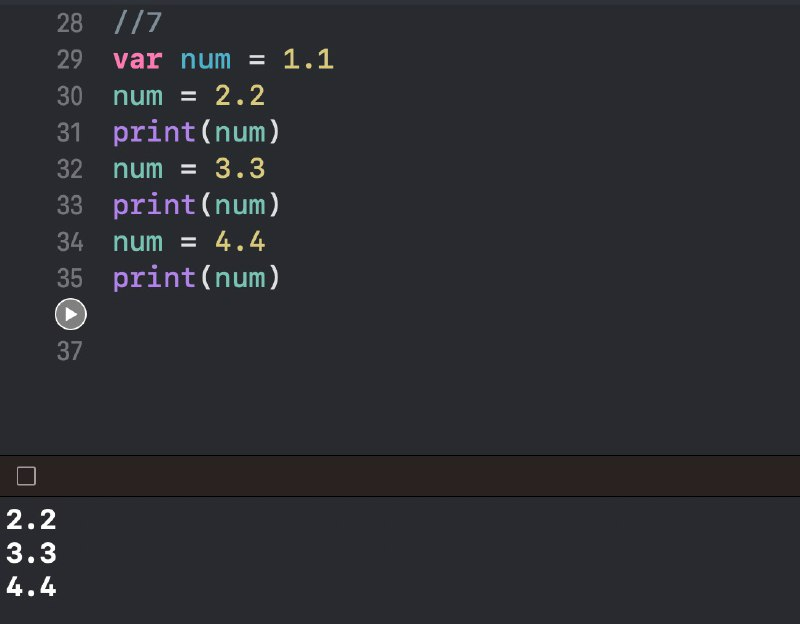 28 //7
29 var num = 1.1
30 num = 2.2
31 print(num)
32 num = 3.3
33 print(num)
34 num = 4.4
35 print(num)
37
2.2
3.3
4.4